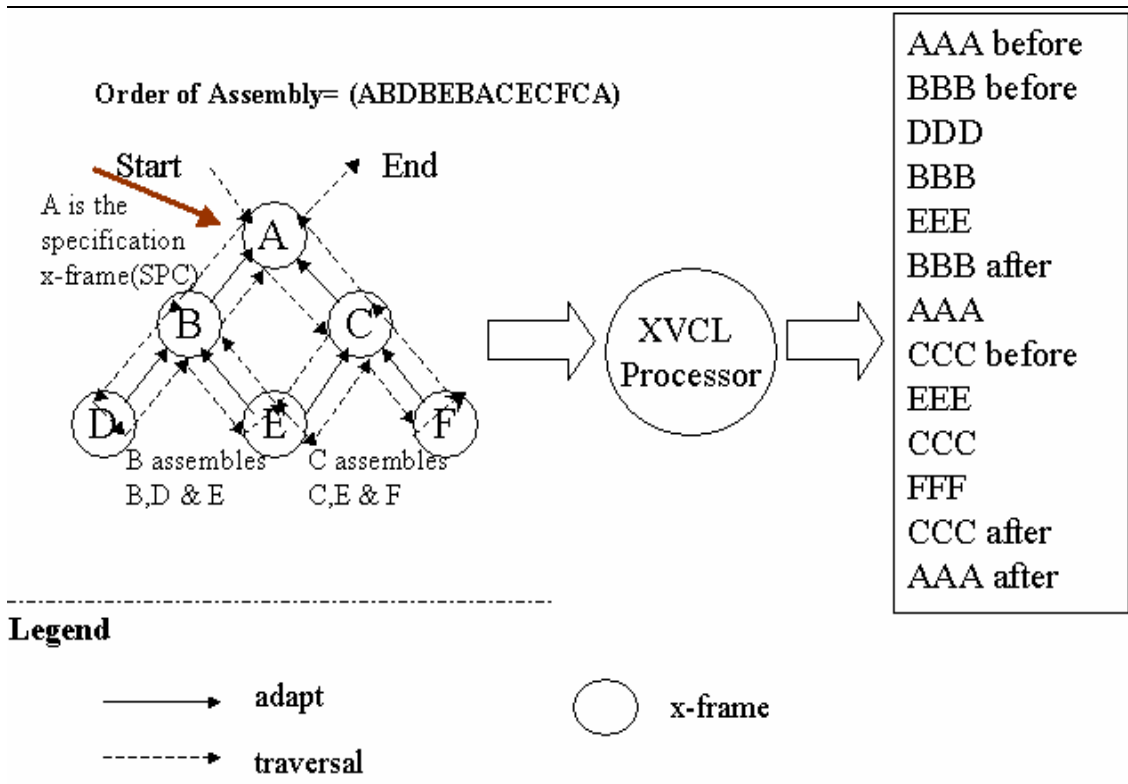 Order of Assembly= (ABDBEBACECFCA)
Start
End
A is the
specification
x-frame(SPC)
A
B
C
D
E
F
B assembles
B,D & E
C assembles
C,E & F
XVCL
Processor
AAA before
BBB before
DDD
BBB
EEE
BBB after
AAA
CCC before
EEE
CCC
FFF
CCC after
AAA after
Legend
adapt
x-frame
traversal